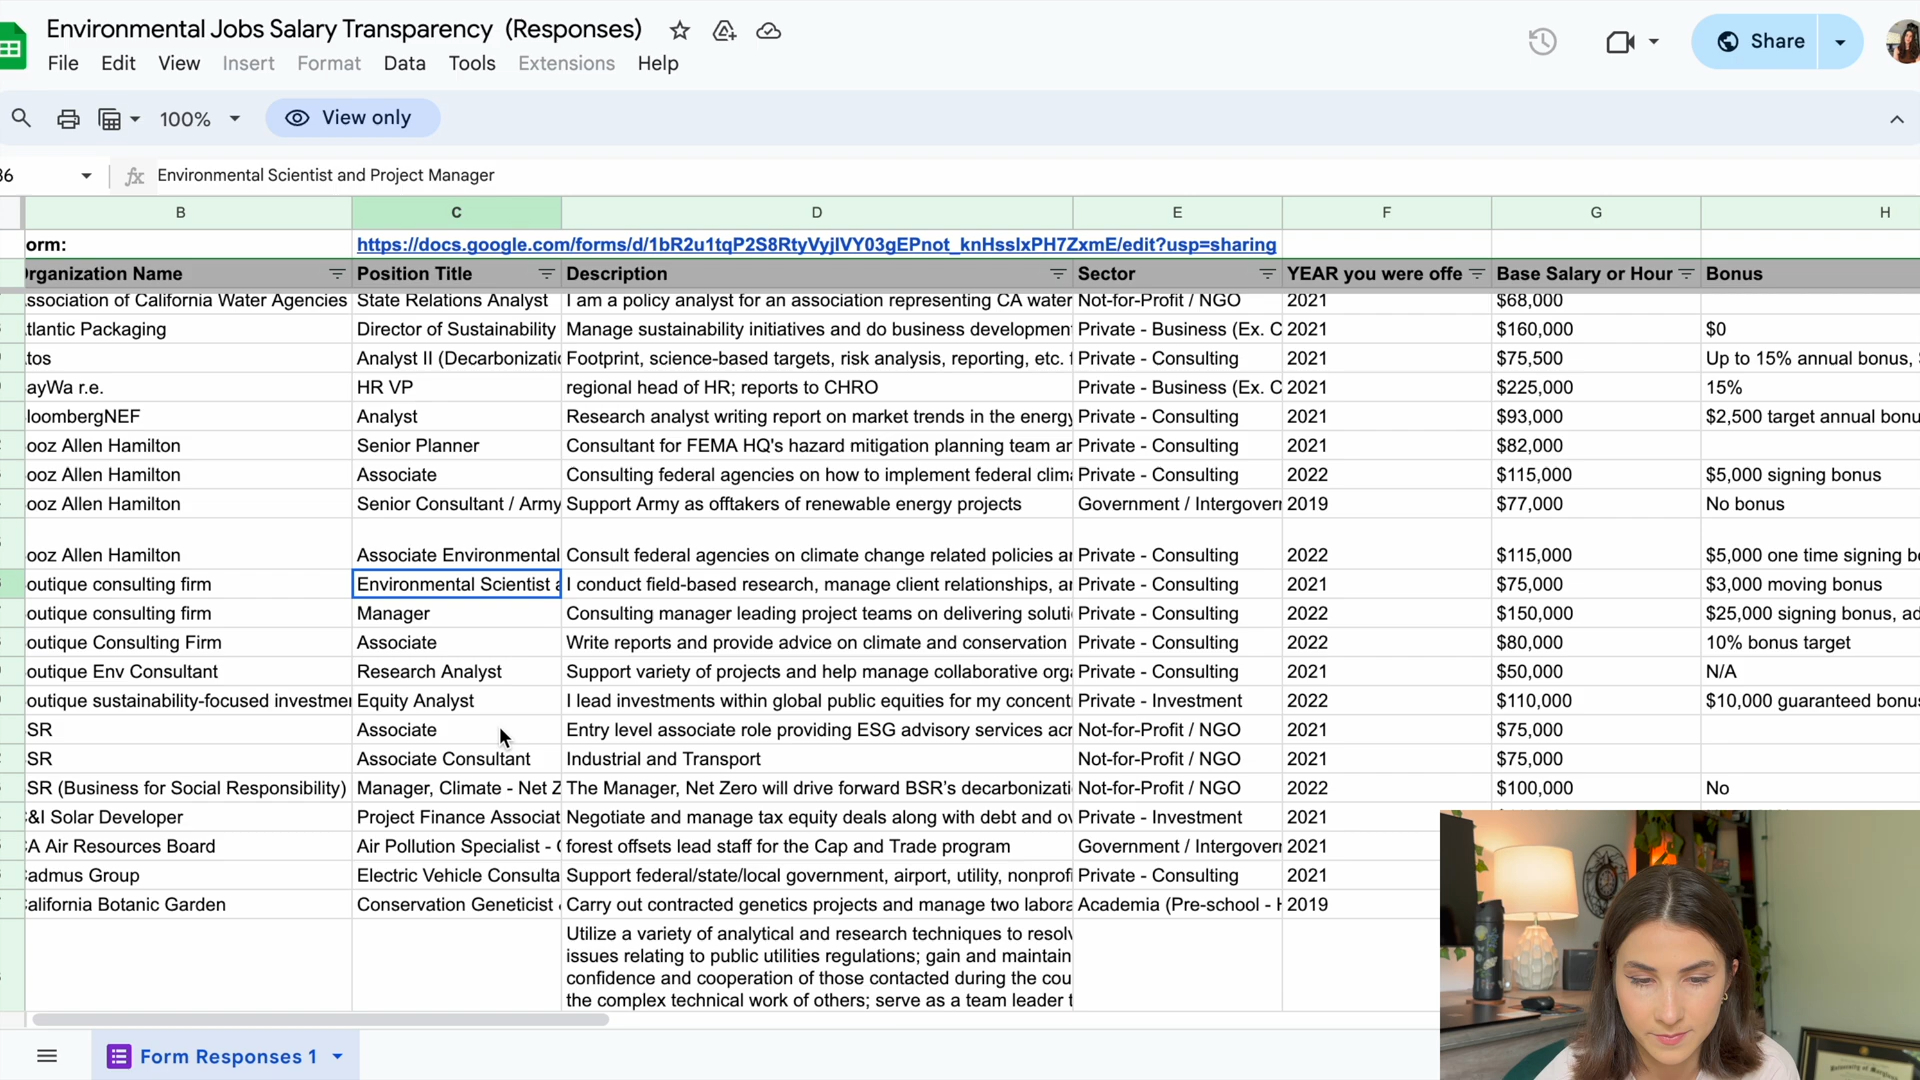 Environmental Jobs Salary Transparency (Responses)
File Edit View Insert Format Data Tools Extensions Help
Share
100% View only
36 fx Environmental Scientist and Project Manager
B C D E F G H
orm: https://docs.google.com/forms/d/1bR2u1tqP2S8RtyVyjlVY03gEPnot_knHsslxPH7ZxmE/edit?usp=sharing
rganization Name Position Title Description Sector YEAR you were offe Base Salary or Hour Bonus
ssociation of California Water Agencies State Relations Analyst I am a policy analyst for an association representing CA water Not-for-Profit / NGO 2021 $68,000
tlantic Packaging Director of Sustainability Manage sustainability initiatives and do business development Private - Business (Ex. C 2021 $160,000 $0
tos Analyst II (Decarbonizatic Footprint, science-based targets, risk analysis, reporting, etc. f Private - Consulting 2021 $75,500 Up to 15% annual bonus,
ayWa r.e. HR VP regional head of HR; reports to CHRO Private - Business (Ex. C 2021 $225,000 15%
loombergNEF Analyst Research analyst writing report on market trends in the energy Private - Consulting 2021 $93,000 $2,500 target annual bonu
ooz Allen Hamilton Senior Planner Consultant for FEMA HQ's hazard mitigation planning team ar Private - Consulting 2021 $82,000
ooz Allen Hamilton Associate Consulting federal agencies on how to implement federal clim Private - Consulting 2022 $115,000 $5,000 signing bonus
ooz Allen Hamilton Senior Consultant / Army Support Army as offtakers of renewable energy projects Government / Intergover 2019 $77,000 No bonus
ooz Allen Hamilton Associate Environmental Consult federal agencies on climate change related policies ar Private - Consulting 2022 $115,000 $5,000 one time signing b
outique consulting firm Environmental Scientist a I conduct field-based research, manage client relationships, ar Private - Consulting 2022 $75,000 $3,000 moving bonus
outique consulting firm Manager Consulting manager leading project teams on delivering soluti Private - Consulting 2022 $150,000 $25,000 signing bonus, ad
outique Consulting Firm Associate Write reports and provide advice on climate and conservation Private - Consulting 2022 $80,000 10% bonus target
outique Env Consultant Research Analyst Support variety of projects and help manage collaborative org Private - Consulting 2021 $50,000 N/A
outique sustainability-focused investmer Equity Analyst I lead investments within global public equities for my concent Private - Investment 2022 $110,000 $10,000 guaranteed bonus
SR Associate Entry level associate role providing ESG advisory services acr Not-for-Profit / NGO 2021 $75,000
SR Associate Consultant Industrial and Transport Not-for-Profit / NGO 2021 $75,000
SR (Business for Social Responsibility) Manager, Climate - Net Z The Manager, Net Zero will drive forward BSR's decarbonizati Not-for-Profit / NGO 2022 $100,000 No
&I Solar Developer Project Finance Associat Negotiate and manage tax equity deals along with debt and ov Private - Investment 2021
A Air Resources Board Air Pollution Specialist - forest offsets lead staff for the Cap and Trade program Government / Intergover 2021
admus Group Electric Vehicle Consulta Support federal/state/local government, airport, utility, nonprof Private - Consulting 2021
alifornia Botanic Garden Conservation Geneticist Carry out contracted genetics projects and manage two labora Academia (Pre-school - H 2019
Utilize a variety of analytical and research techniques to resolv
issues relating to public utilities regulations; gain and maintain
confidence and cooperation of those contacted during the cou
the complex technical work of others; serve as a team leader t
Form Responses 1